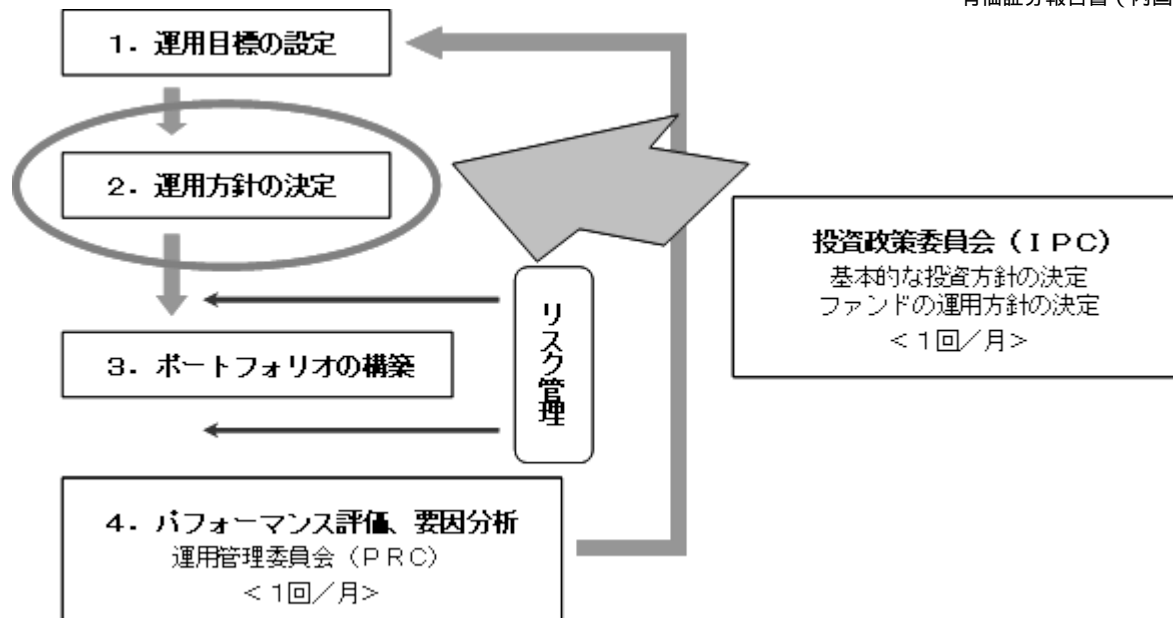 有価証券報告書（内国
1．運用目標の設定
2．運用方針の決定
投資政策委員会（ＩＰＣ）
基本的な投資方針の決定
ファンドの運用方針の決定
＜１回／月＞
リスク管理
3．ポートフォリオの構築
4．パフォーマンス評価、要因分析
運用管理委員会（ＰＲＣ）
＜１回／月＞